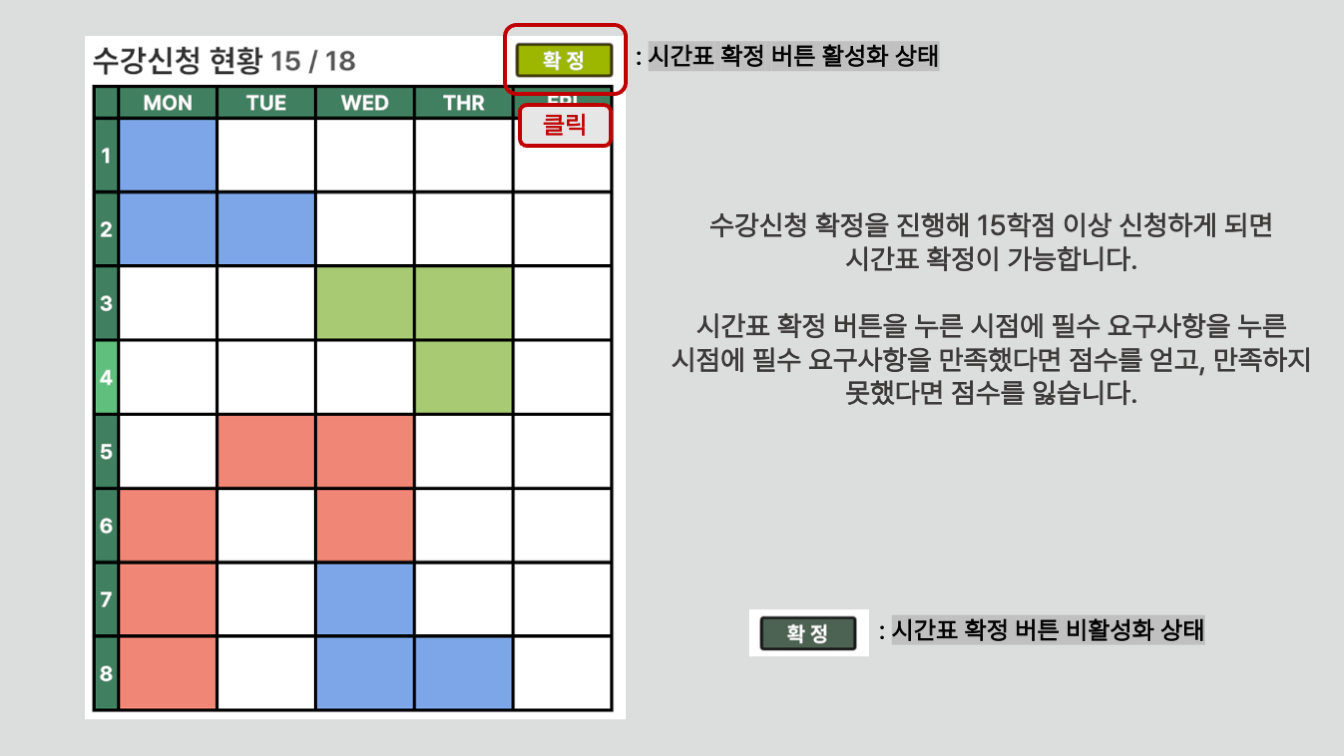 수강신청 현황 15 / 18
확 정
: 시간표 확정 버튼 활성화 상태
MON TUE WED THR FRI
클릭
1
2
3
4
5
6
7
8
수강신청 확정을 진행해 15학점 이상 신청하게 되면
시간표 확정이 가능합니다.
시간표 확정 버튼을 누른 시점에 필수 요구사항을 누른
시점에 필수 요구사항을 만족했다면 점수를 얻고, 만족하지
못했다면 점수를 잃습니다.
확 정
: 시간표 확정 버튼 비활성화 상태